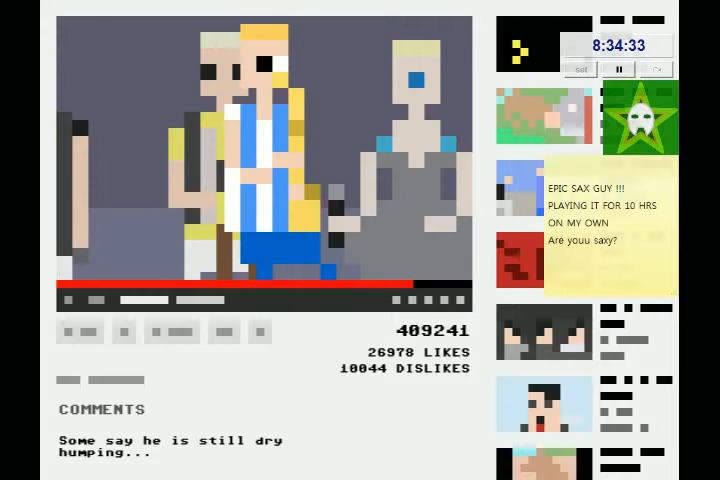 8:34:33
set
EPIC SAX GUY !!!
PLAYING IT FOR 10 HRS
ON MY OWN
Are youu saxy?
409241
26978 LIKES
10044 DISLIKES
COMMENTS
Some say he is still dry
humping...